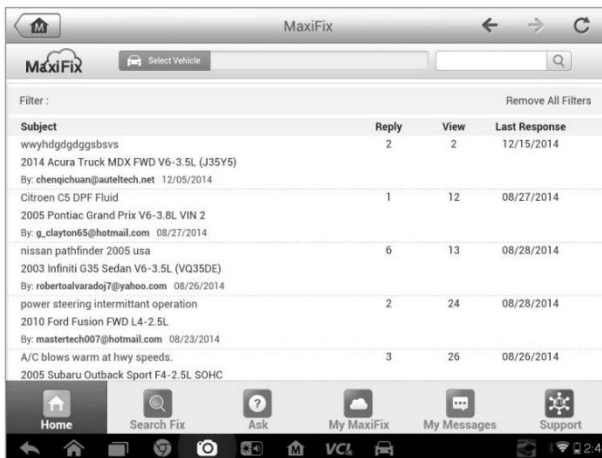 MaxiFix
MaxiFix
Select Vehicle
Filter :
Remove All Filters
Subject Reply View Last Response
wwyhdgdgdggsbsvs 2 2 12/15/2014
2014 Acura Truck MDX FWD V6-3.5L (J35Y5)
By: chenqichuan@auteltech.net 12/05/2014
Citroen C5 DPF Fluid 1 12 08/27/2014
2005 Pontiac Grand Prix V6-3.8L VIN 2
By: g_clayton65@hotmail.com 08/27/2014
nissan pathfinder 2005 usa 6 13 08/28/2014
2003 Infiniti G35 Sedan V6-3.5L (VQ35DE)
By: robertoalvaradoj7@yahoo.com 08/26/2014
power steering intermittant operation 2 24 08/28/2014
2010 Ford Fusion FWD L4-2.5L
By: mastertech007@hotmail.com 08/23/2014
A/C blows warm at hwy speeds. 3 26 08/26/2014
2005 Subaru Outback Sport F4-2.5L SOHC
Home Search Fix Ask My MaxiFix My Messages Support
VCI 2:4